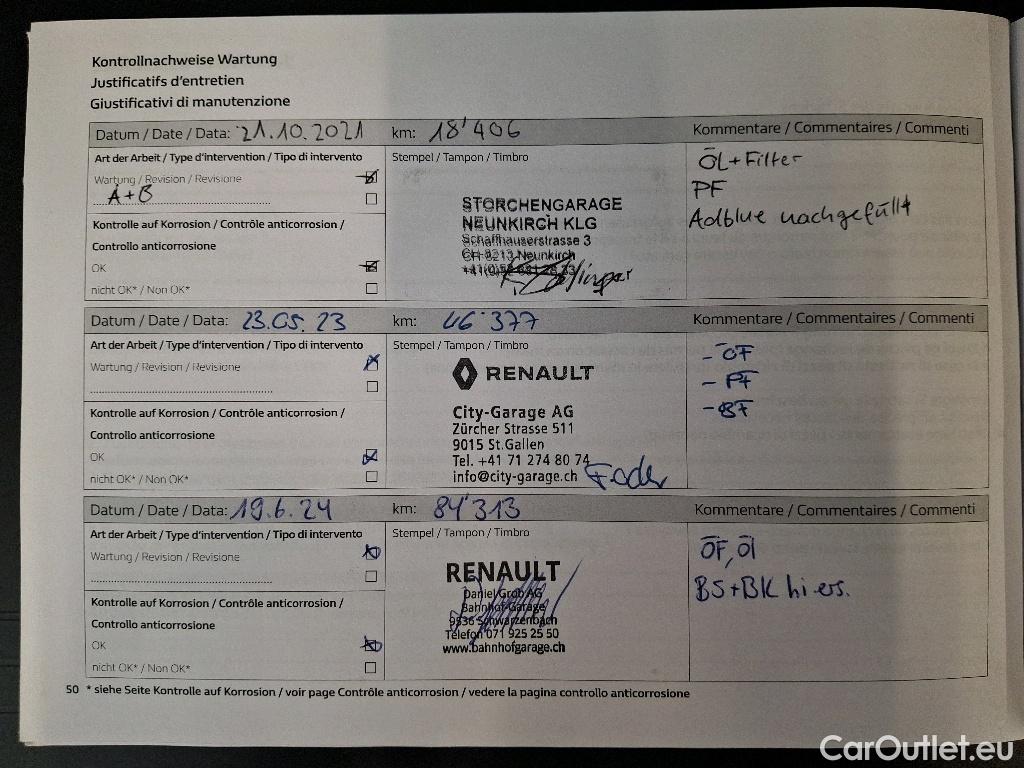 Kontrollnachweise Wartung
Justificatifs d'entretien
Giustificativi di manutenzione
Datum / Date / Data: 21.10.2021 km: 18'406 Kommentare / Commentaires / Commenti
Art der Arbeit / Type d'intervention / Tipo di intervento Stempel / Tampon / Timbro
ÖL + Filter
Wartung / Revision / Revisione
PF
A+B
Adblue nachgefüllt
STORCHENGARAGE
NEUNKIRCH KLG
Kontrolle auf Korrosion / Contrôle anticorrosion /
Schaffhauserstrasse 3
Controllo anticorrosione
CH-8213 Neunkirch
OK
nicht OK* / Non OK*
Datum / Date / Data: 23.05.23 km: 46'377 Kommentare / Commentaires / Commenti
Art der Arbeit / Type d'intervention / Tipo di intervento Stempel / Tampon / Timbro
- ÖF
Wartung / Revision / Revisione
RENAULT
- PF
- BF
Kontrolle auf Korrosion / Contrôle anticorrosion /
City-Garage AG
Zürcher Strasse 511
Controllo anticorrosione
9015 St.Gallen
OK
Tel. +41 71 274 80 74
nicht OK* / Non OK*
info@city-garage.ch
Datum / Date / Data: 19.6.24 km: 84'313 Kommentare / Commentaires / Commenti
Art der Arbeit / Type d'intervention / Tipo di intervento Stempel / Tampon / Timbro
Wartung / Revision / Revisione
ÖF, Öl
RENAULT
BS+BK hi ers.
Daniel Grob AG
Kontrolle auf Korrosion / Contrôle anticorrosion /
Bahnhof-Garage
Controllo anticorrosione
9536 Schwarzenbach
OK
Telefon 071 925 25 50
www.bahnhofgarage.ch
nicht OK* / Non OK*
50 * siehe Seite Kontrolle auf Korrosion / voir page Contrôle anticorrosion / vedere la pagina controllo anticorrosione
CarOutlet.eu